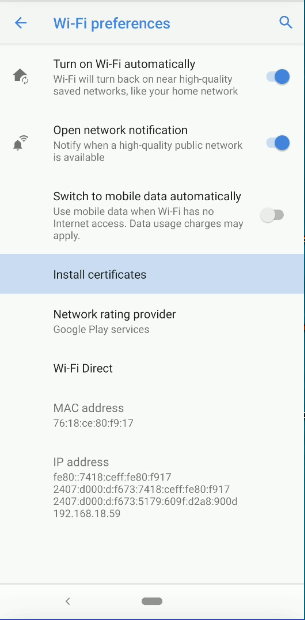 Wi-Fi preferences
Turn on Wi-Fi automatically
Wi-Fi will turn back on near high-quality
saved networks, like your home network
Open network notification
Notify when a high-quality public network
is available
Switch to mobile data automatically
Use mobile data when Wi-Fi has no
Internet access. Data usage charges may
apply.
Install certificates
Network rating provider
Google Play services
Wi-Fi Direct
MAC address
76:18:ce:80:f9:17
IP address
fe80::7418:ceff:fe80:f917
2407:d000:d:f673:7418:ceff:fe80:f917
2407:d000:d:f673:5179:609f:d2a8:900d
192.168.18.59